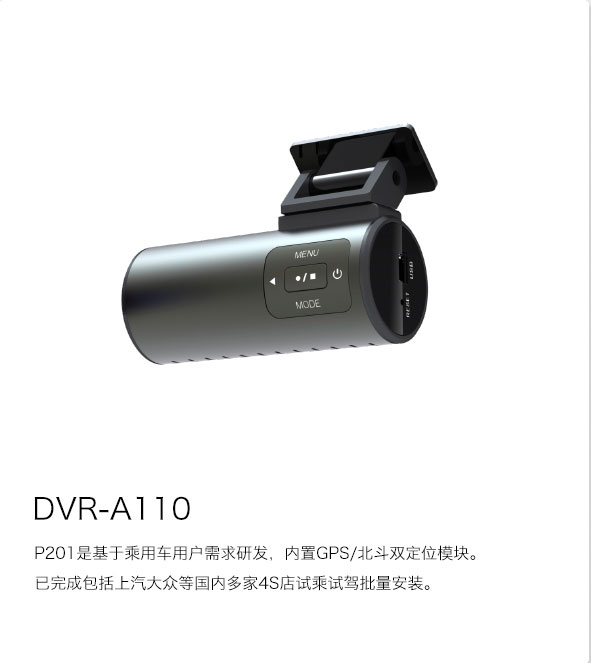 MENU
●/■
MODE
USB
RESET
DVR-A110
P201是基于乘用车用户需求研发，内置GPS/北斗双定位模块。
已完成包括上汽大众等国内多家4S店试乘试驾批量安装。